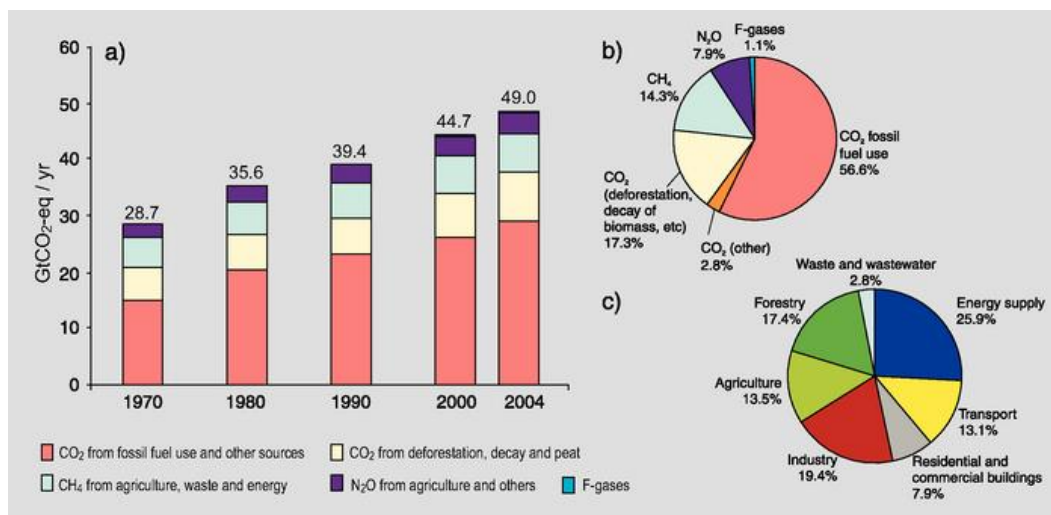 a)
60
50
40
30
20
10
0
GtCO₂-eq / yr
28.7
35.6
39.4
44.7
49.0
1970
1980
1990
2000
2004
CO₂ from fossil fuel use and other sources
CO₂ from deforestation, decay and peat
CH₄ from agriculture, waste and energy
N₂O from agriculture and others
F-gases
b)
F-gases
1.1%
N₂O
7.9%
CH₄
14.3%
CO₂ fossil
fuel use
56.6%
CO₂
(deforestation,
decay of
biomass, etc)
17.3%
CO₂ (other)
2.8%
c)
Waste and wastewater
2.8%
Forestry
17.4%
Energy supply
25.9%
Agriculture
13.5%
Transport
13.1%
Industry
19.4%
Residential and
commercial buildings
7.9%